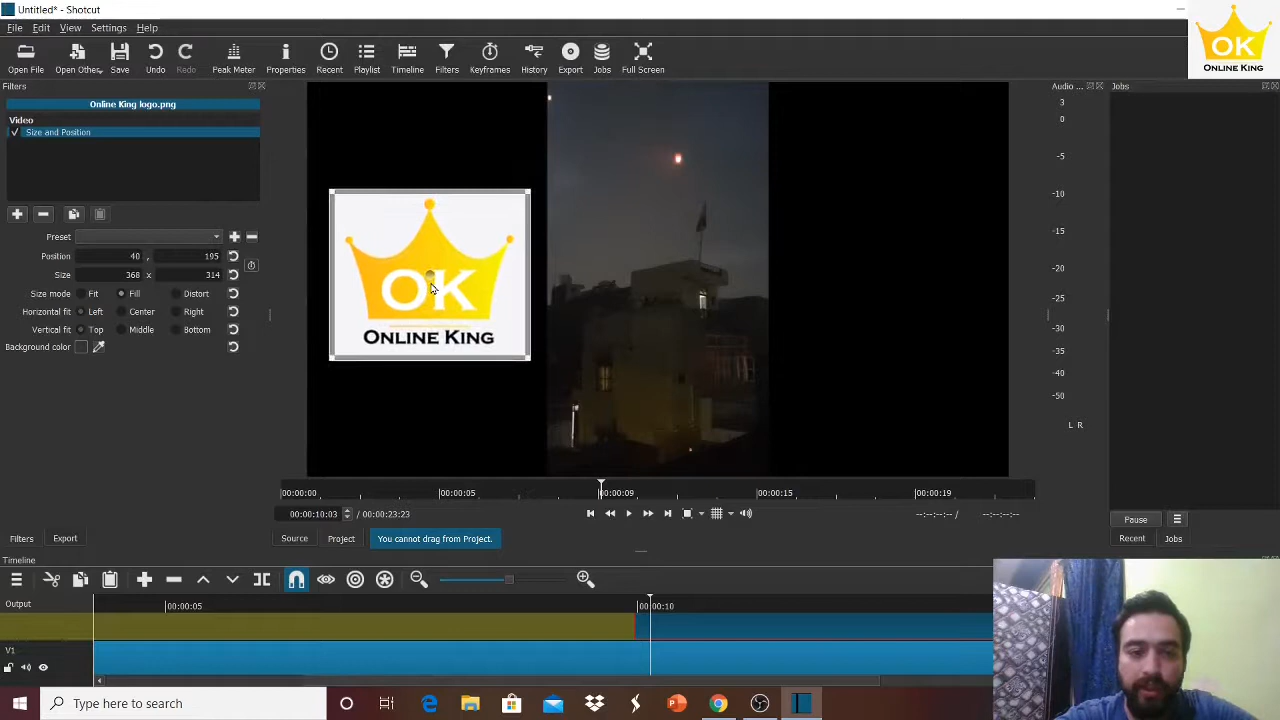 Untitled* - Shotcut
File Edit View Settings Help
Open File Open Other.. Save Undo Redo Peak Meter Properties Recent Playlist Timeline Filters Keyframes History Export Jobs Full Screen
OK
ONLINE KING
Filters
Audio ...
Jobs
Online King logo.png
Video
Size and Position
Preset
Position 40 , 195
Size 368 x 314
Size mode Fit Fill Distort
Horizontal fit Left Center Right
Vertical fit Top Middle Bottom
Background color
OK
ONLINE KING
3
0
-5
-10
-15
-20
-25
-30
-35
-40
-50
L R
00:00:00 00:00:05 00:00:09 00:00:15 00:00:19
00:00:10:03 / 00:00:23:23 --:--:--:-- / --:--:--:--
Source Project You cannot drag from Project.
Filters Export
Pause
Recent Jobs
Timeline
Output
00:00:05 00:00:10
V1
Type here to search